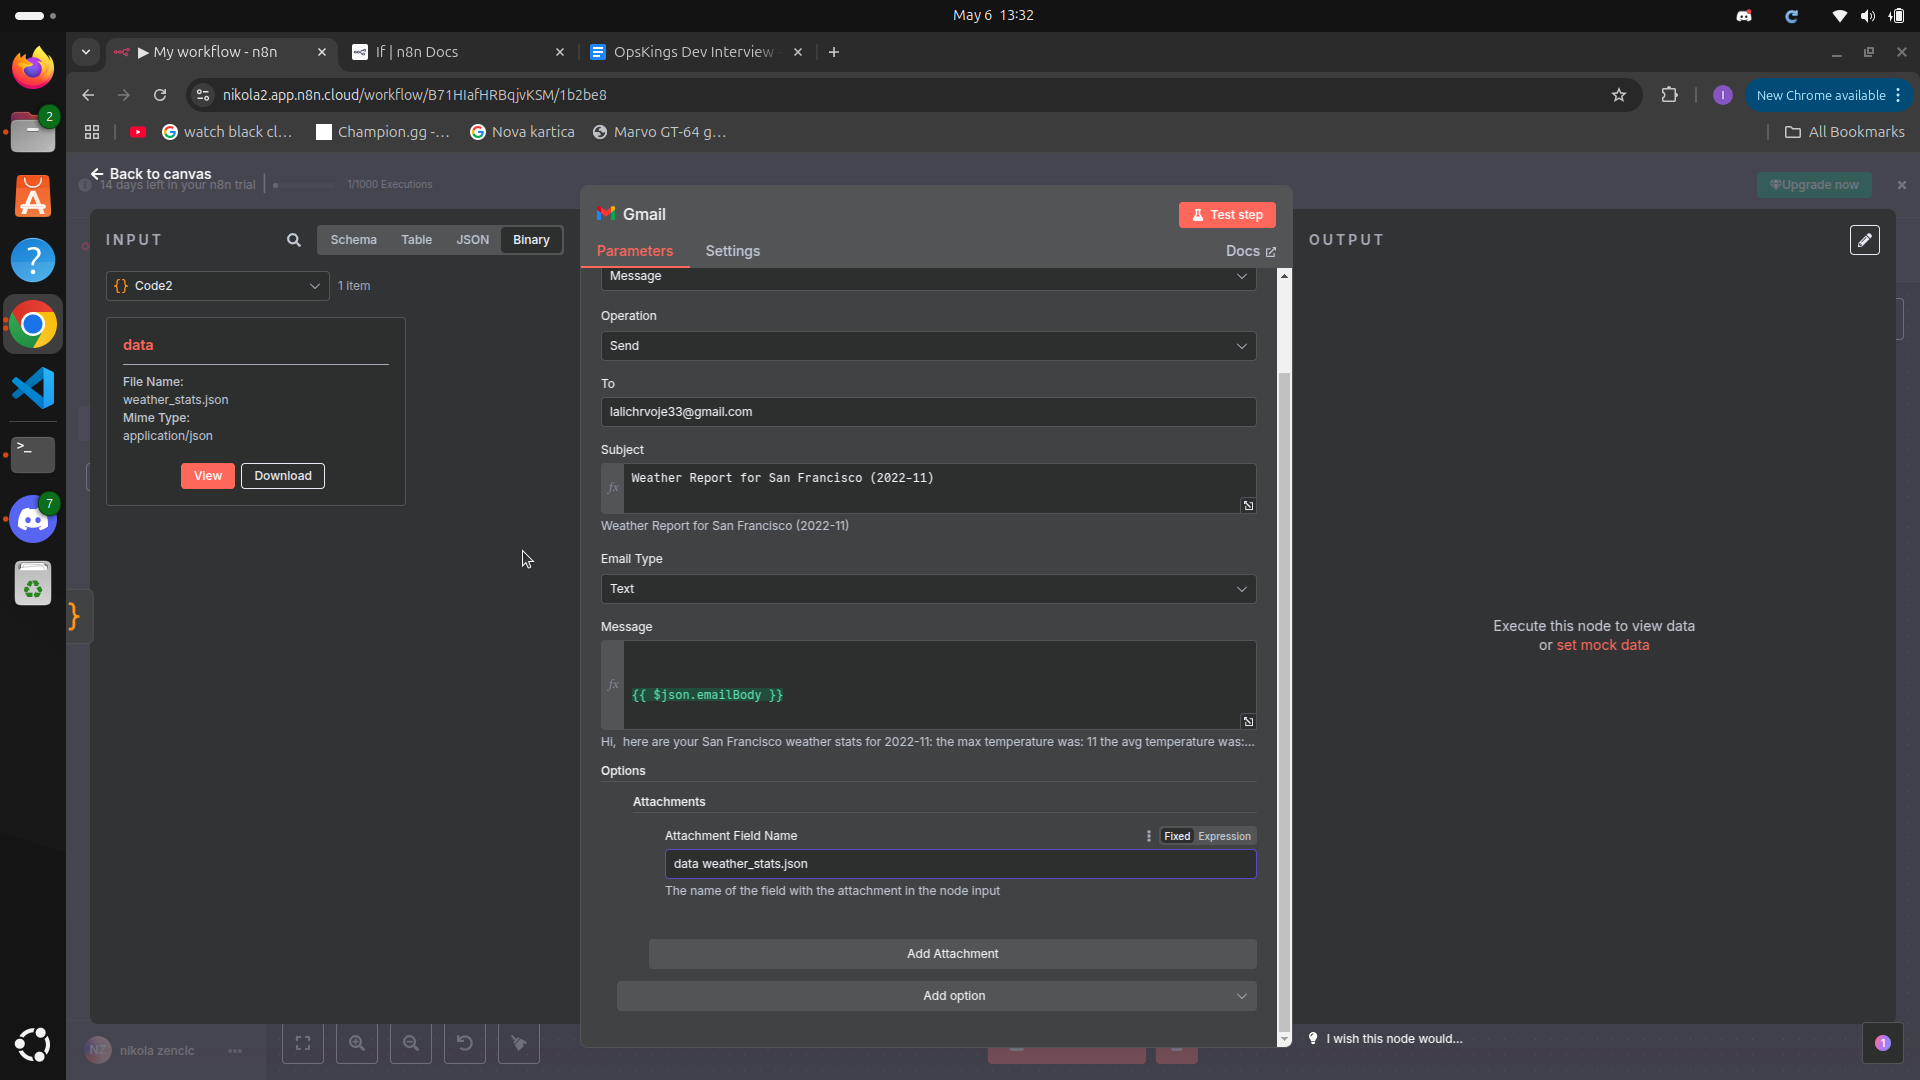 May 6 13:32
My workflow - n8n
If | n8n Docs
OpsKings Dev Interview
nikola2.app.n8n.cloud/workflow/B71HIafHRBqjvKSM/1b2be8
I
New Chrome available
watch black cl...
Champion.gg -...
Nova kartica
Marvo GT-64 g...
All Bookmarks
Back to canvas
14 days left in your n8n trial
1/1000 Executions
Upgrade now
INPUT
Schema
Table
JSON
Binary
Code2
1 item
data
File Name:
weather_stats.json
Mime Type:
application/json
View
Download
Gmail
Test step
Parameters
Settings
Docs
Message
Operation
Send
To
lalichrvoje33@gmail.com
Subject
fx
Weather Report for San Francisco (2022-11)
Weather Report for San Francisco (2022-11)
Email Type
Text
Message
fx
{{ $json.emailBody }}
Hi, here are your San Francisco weather stats for 2022-11: the max temperature was: 11 the avg temperature was:...
Options
Attachments
Attachment Field Name
Fixed
Expression
data weather_stats.json
The name of the field with the attachment in the node input
Add Attachment
Add option
OUTPUT
Execute this node to view data
or set mock data
I wish this node would...
NZ
nikola zencic
1
2
7